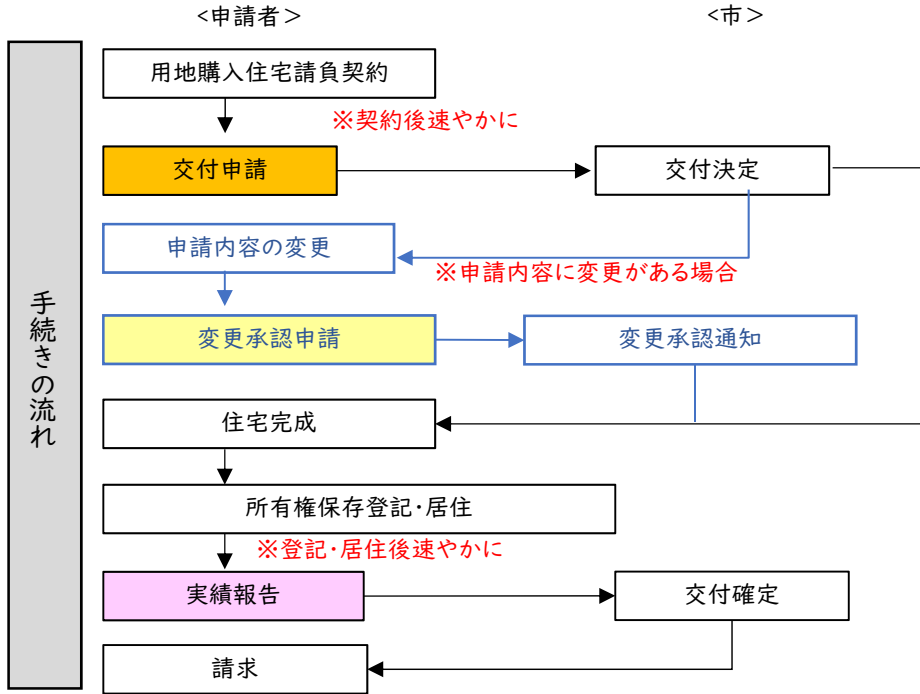 <申請者>
<市>
手続きの流れ
用地購入住宅請負契約
※契約後速やかに
交付申請
交付決定
申請内容の変更
※申請内容に変更がある場合
変更承認申請
変更承認通知
住宅完成
所有権保存登記・居住
※登記・居住後速やかに
実績報告
交付確定
請求